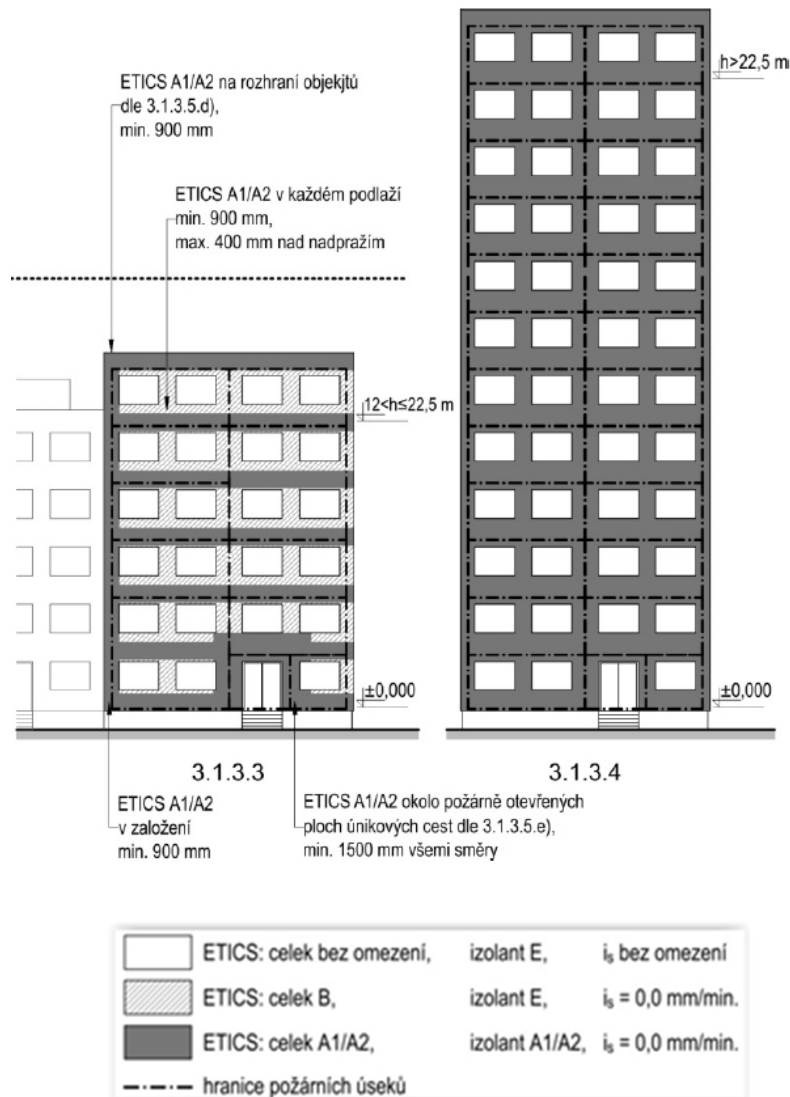 ETICS A1/A2 na rozhraní objekjtů
dle 3.1.3.5.d),
min. 900 mm
ETICS A1/A2 v každém podlaží
min. 900 mm,
max. 400 mm nad nadpražím
12<h≤22,5 m
±0,000
h>22,5 m
±0,000
3.1.3.3
3.1.3.4
ETICS A1/A2
v založení
min. 900 mm
ETICS A1/A2 okolo požárně otevřených
ploch únikových cest dle 3.1.3.5.e),
min. 1500 mm všemi směry
ETICS: celek bez omezení, izolant E, is bez omezení
ETICS: celek B, izolant E, is = 0,0 mm/min.
ETICS: celek A1/A2, izolant A1/A2, is = 0,0 mm/min.
hranice požárních úseků